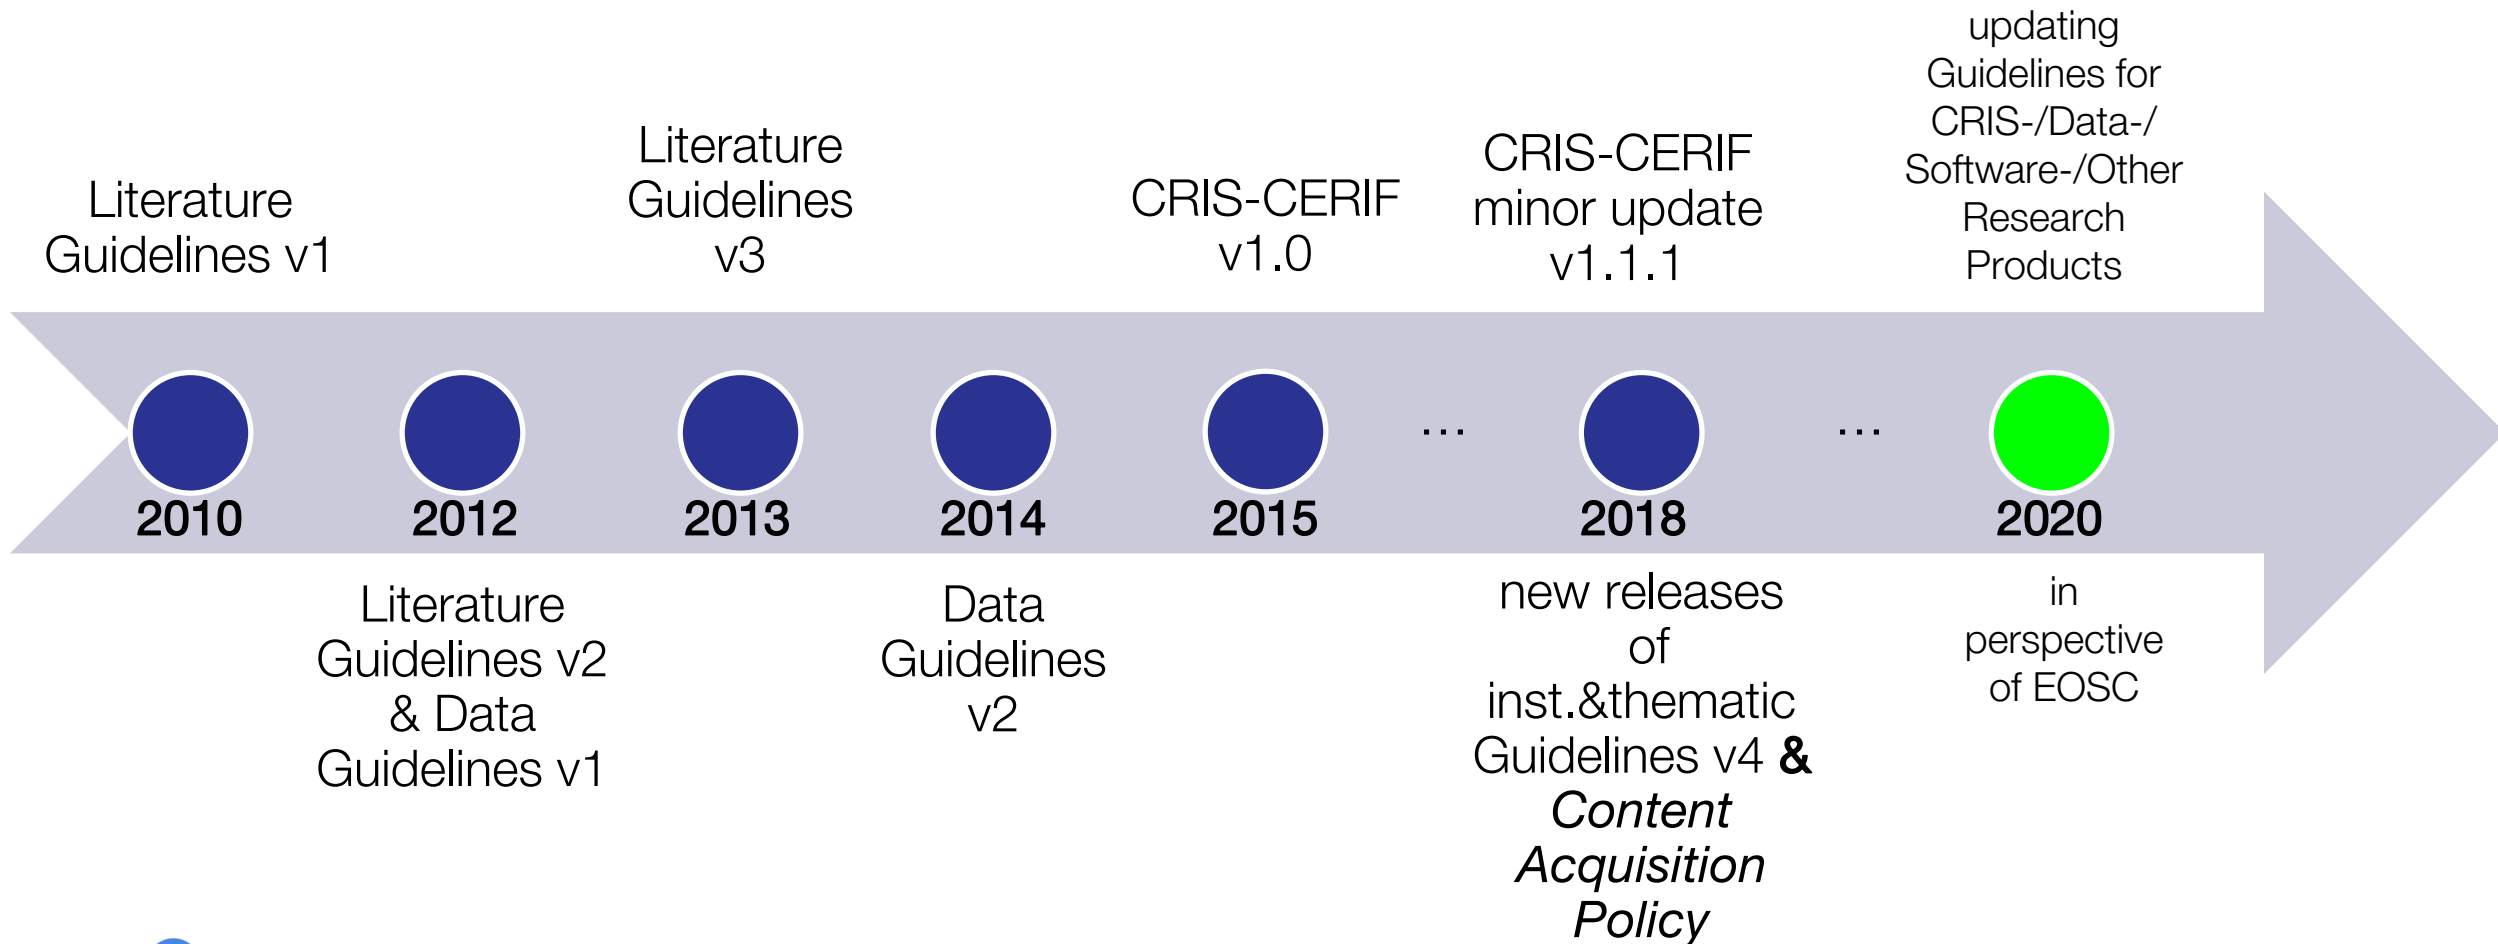 Literature
Guidelines v1
Literature
Guidelines
v3
CRIS-CERIF
v1.0
CRIS-CERIF
minor update
v1.1.1
updating
Guidelines for
CRIS-/Data-/
Software-/Other
Research
Products
...
...
2010
2012
2013
2014
2015
2018
2020
Literature
Guidelines v2
& Data
Guidelines v1
Data
Guidelines
v2
new releases
of
inst.&thematic
Guidelines v4 &
Content
Acquisition
Policy
in
perspective
of EOSC